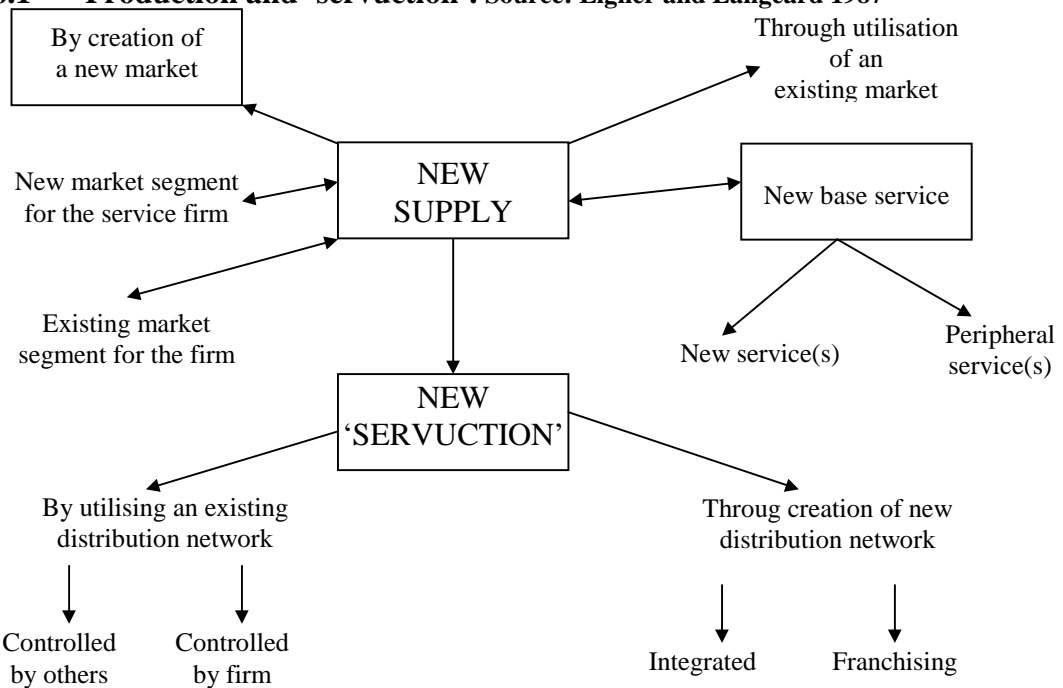 Production and 'servuction'. Source: Eigner and Langeard 1987
By creation of
a new market
Through utilisation
of an
existing market
New market segment
for the service firm
NEW
SUPPLY
New base service
Existing market
segment for the firm
New service(s)
Peripheral
service(s)
NEW
‘SERVUCTION’
By utilising an existing
distribution network
Throug creation of new
distribution network
Controlled
by others
Controlled
by firm
Integrated
Franchising